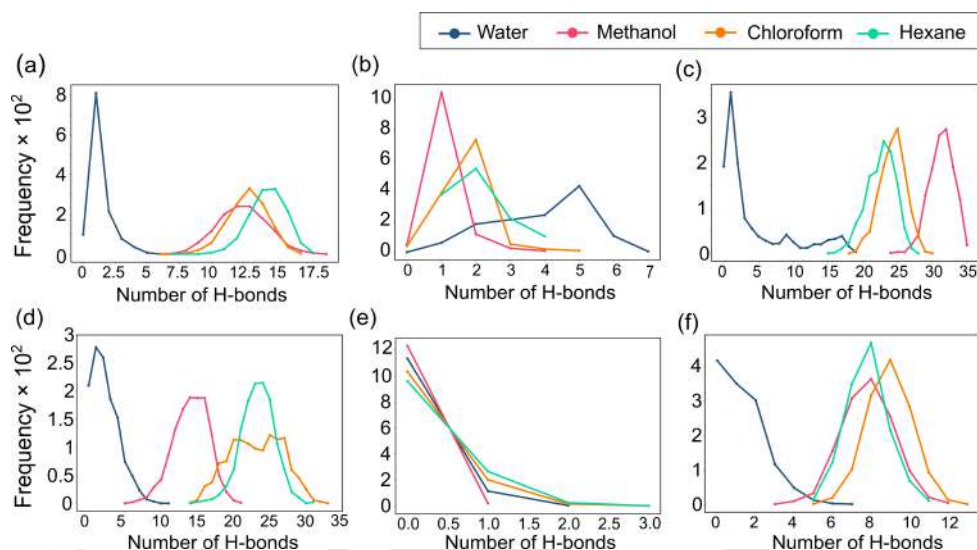 Water Methanol Chloroform Hexane
(a) (b) (c)
Frequency × 10²
8
6
4
2
0
0 2.5 5 7.5 10 12.5 15 17.5
Number of H-bonds
10
8
6
4
2
0
0 1 2 3 4 5 6 7
Number of H-bonds
3
2
1
0
0 5 10 15 20 25 30 35
Number of H-bonds
(d) (e) (f)
Frequency × 10²
3
2.5
2
1.5
1
0.5
0
0 5 10 15 20 25 30 35
Number of H-bonds
12
10
8
6
4
2
0
0.0 0.5 1.0 1.5 2.0 2.5 3.0
Number of H-bonds
4
3
2
1
0
0 2 4 6 8 10 12
Number of H-bonds